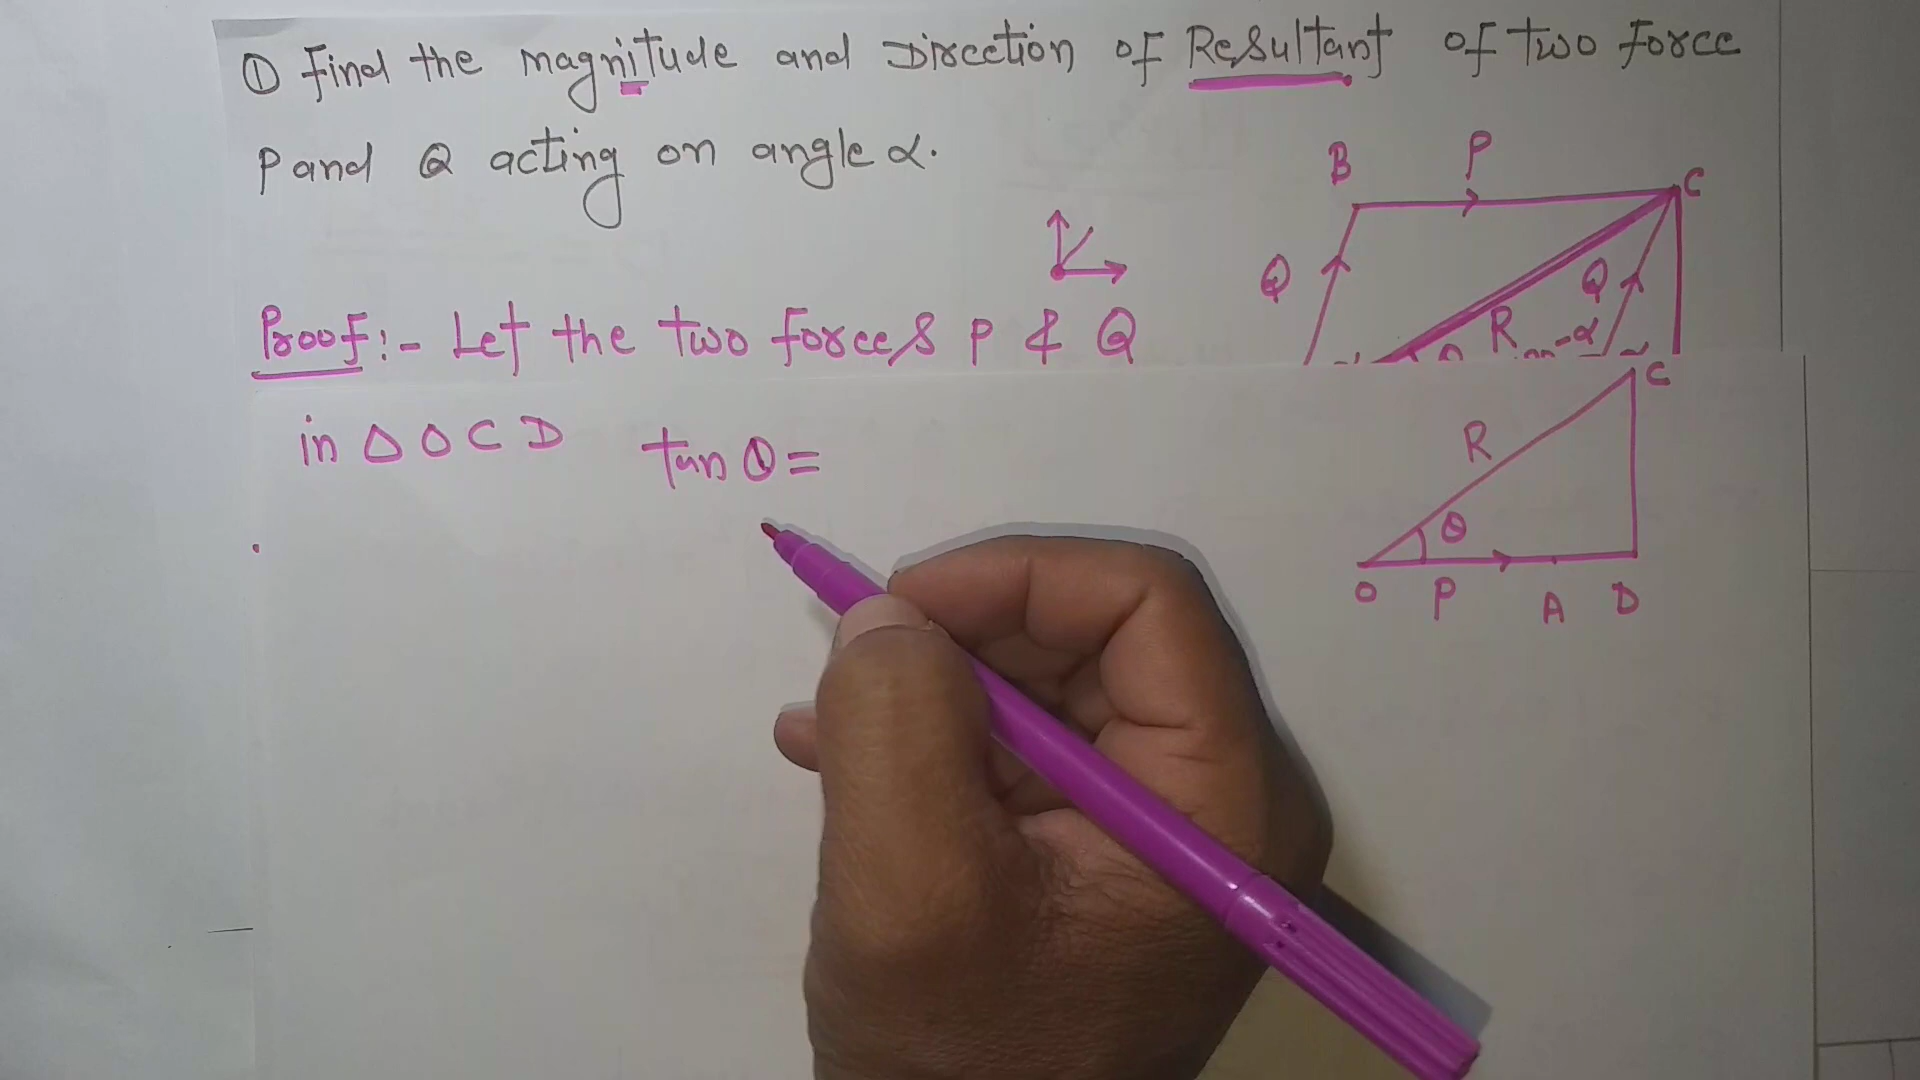 ① Find the magnitude and Direction of Resultant of two force
P and Q acting on angle α.
B P C
Q Q
R α
Proof:- Let the two forces P & Q
in △ O C D tan θ =
C
R
θ
O P A D